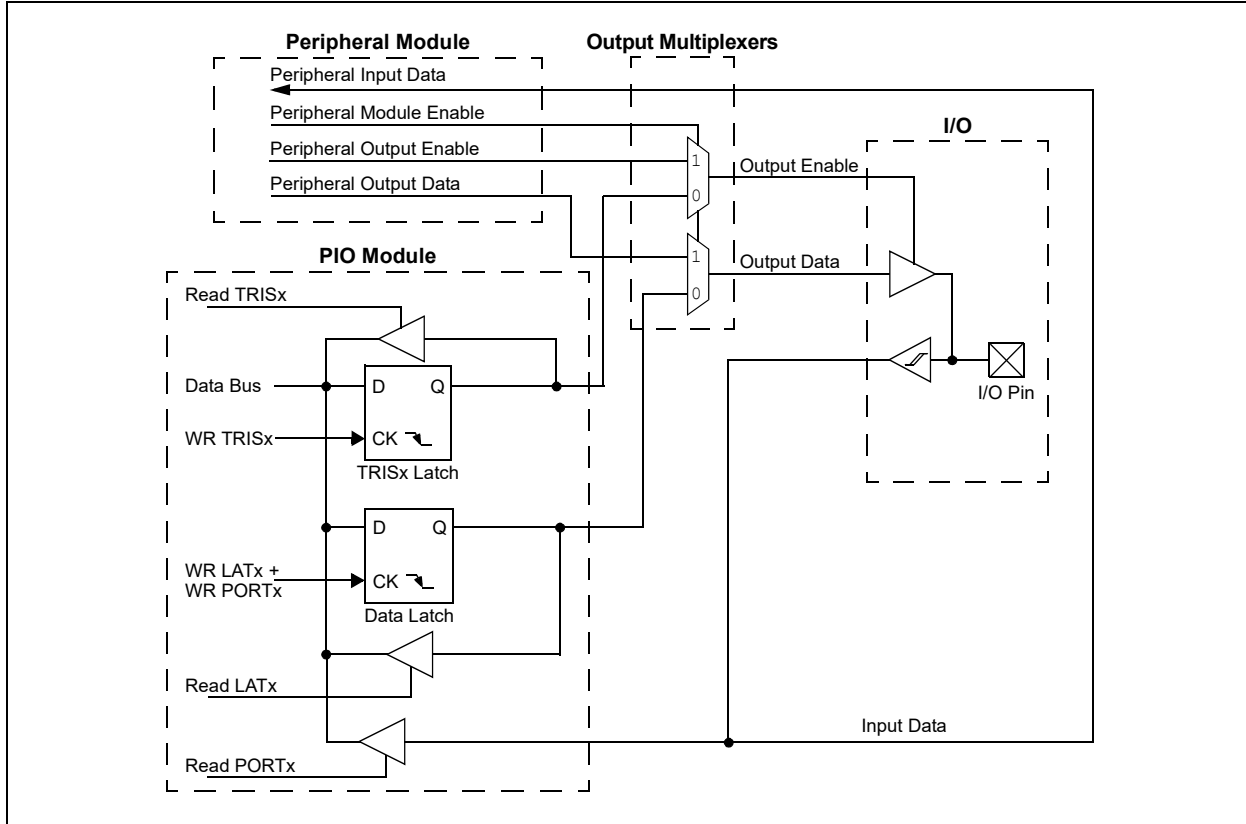 Peripheral Module
Output Multiplexers
Peripheral Input Data
Peripheral Module Enable
I/O
Peripheral Output Enable
1
Output Enable
Peripheral Output Data
0
PIO Module
1
Output Data
Read TRISx
0
Data Bus
D Q
I/O Pin
WR TRISx
CK
TRISx Latch
D Q
WR LATx +
WR PORTx
CK
Data Latch
Read LATx
Input Data
Read PORTx